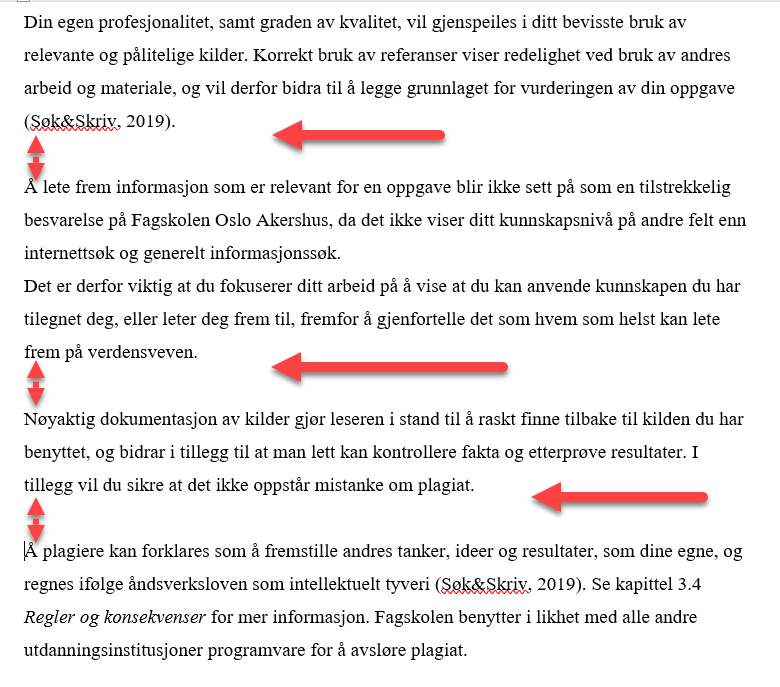 Din egen profesjonalitet, samt graden av kvalitet, vil gjenspeiles i ditt bevisste bruk av
relevante og pålitelige kilder. Korrekt bruk av referanser viser redelighet ved bruk av andres
arbeid og materiale, og vil derfor bidra til å legge grunnlaget for vurderingen av din oppgave
(Søk&Skriv, 2019).
Å lete frem informasjon som er relevant for en oppgave blir ikke sett på som en tilstrekkelig
besvarelse på Fagskolen Oslo Akershus, da det ikke viser ditt kunnskapsnivå på andre felt enn
internettsøk og generelt informasjonssøk.
Det er derfor viktig at du fokuserer ditt arbeid på å vise at du kan anvende kunnskapen du har
tilegnet deg, eller leter deg frem til, fremfor å gjenfortelle det som hvem som helst kan lete
frem på verdensveven.
Nøyaktig dokumentasjon av kilder gjør leseren i stand til å raskt finne tilbake til kilden du har
benyttet, og bidrar i tillegg til at man lett kan kontrollere fakta og etterprøve resultater. I
tillegg vil du sikre at det ikke oppstår mistanke om plagiat.
Å plagiere kan forklares som å fremstille andres tanker, ideer og resultater, som dine egne, og
regnes ifølge åndsverksloven som intellektuelt tyveri (Søk&Skriv, 2019). Se kapittel 3.4
Regler og konsekvenser for mer informasjon. Fagskolen benytter i likhet med alle andre
utdanningsinstitusjoner programvare for å avsløre plagiat.